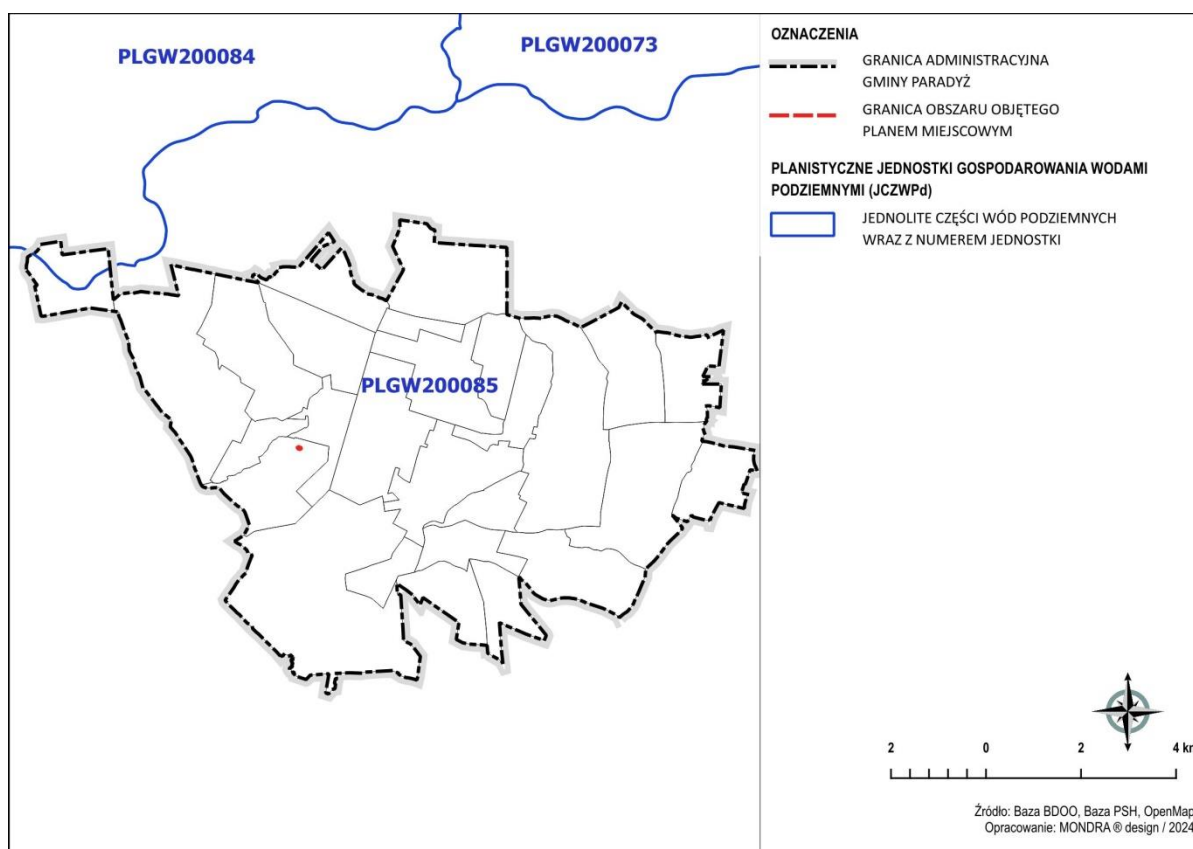 PLGW200084
PLGW200073
PLGW200085
OZNACZENIA
GRANICA ADMINISTRACYJNA
GMINY PARADYŻ
GRANICA OBSZARU OBJĘTEGO
PLANEM MIEJSCOWYM
PLANISTYCZNE JEDNOSTKI GOSPODAROWANIA WODAMI
PODZIEMNYMI (JCZWPd)
JEDNOLITE CZĘŚCI WÓD PODZIEMNYCH
WRAZ Z NUMEREM JEDNOSTKI
2 0 2 4 km
Źródło: Baza BDOO, Baza PSH, OpenMap
Opracowanie: MONDRA ® design / 2024